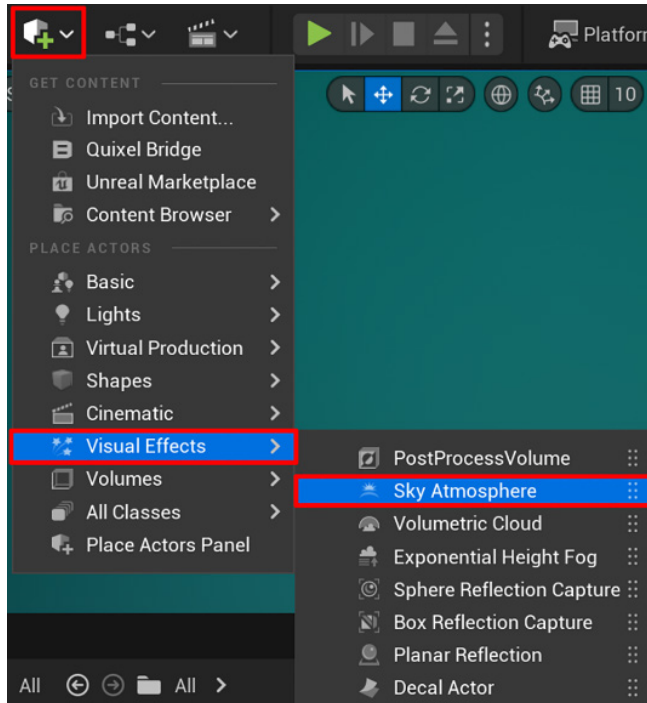 Platfor
10
GET CONTENT
Import Content...
Quixel Bridge
Unreal Marketplace
Content Browser
PLACE ACTORS
Basic
Lights
Virtual Production
Shapes
Cinematic
Visual Effects
Volumes
All Classes
Place Actors Panel
PostProcessVolume
Sky Atmosphere
Volumetric Cloud
Exponential Height Fog
Sphere Reflection Capture
Box Reflection Capture
Planar Reflection
Decal Actor
All All